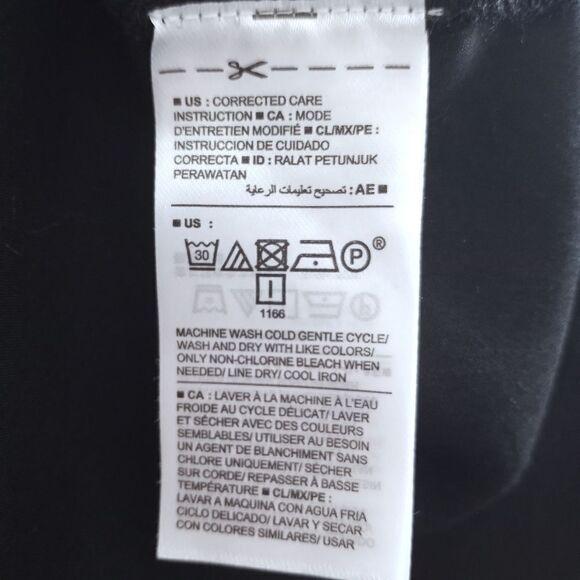 ■ US : CORRECTED CARE
INSTRUCTION ■ CA : MODE
D'ENTRETIEN MODIFIÉ ■ CL/MX/PE :
INSTRUCCION DE CUIDADO
CORRECTA ■ ID : RALAT PETUNJUK
PERAWATAN
■ AE : تصحيح تعليمات الرعاية
■ US :
30 P ®
1166
MACHINE WASH COLD GENTLE CYCLE/
WASH AND DRY WITH LIKE COLORS/
ONLY NON-CHLORINE BLEACH WHEN
NEEDED/ LINE DRY/ COOL IRON
■ CA : LAVER À LA MACHINE À L'EAU
FROIDE AU CYCLE DÉLICAT/ LAVER
ET SÉCHER AVEC DES COULEURS
SEMBLABLES/ UTILISER AU BESOIN
UN AGENT DE BLANCHIMENT SANS
CHLORE UNIQUEMENT/ SÉCHER
SUR CORDE/ REPASSER À BASSE
TEMPÉRATURE ■ CL/MX/PE :
LAVAR A MAQUINA CON AGUA FRIA
CICLO DELICADO/ LAVAR Y SECAR
CON COLORES SIMILARES/ USAR